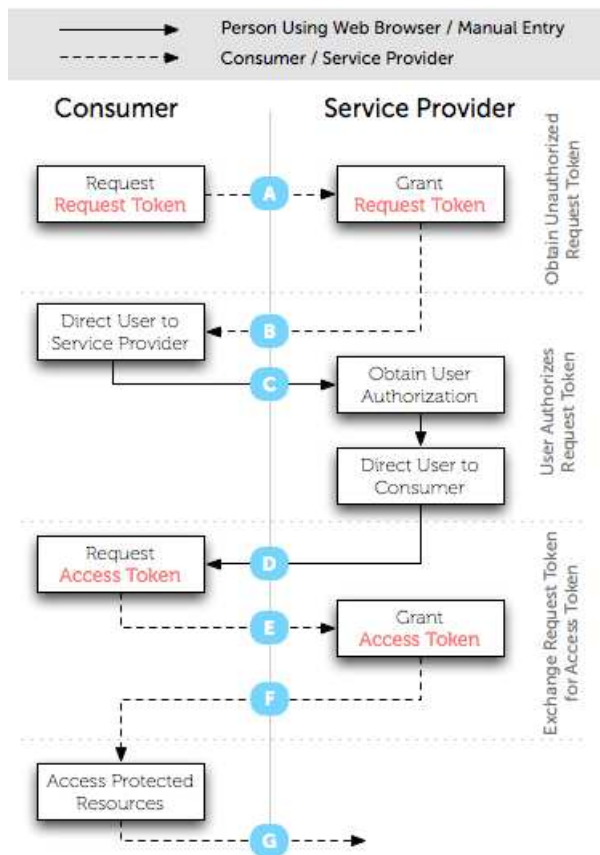 Person Using Web Browser / Manual Entry
Consumer / Service Provider
Consumer
Service Provider
Request
Request Token
A
Grant
Request Token
Obtain Unauthorized
Request Token
Direct User to
Service Provider
B
C
Obtain User
Authorization
Direct User to
Consumer
User Authorizes
Request Token
Request
Access Token
D
E
Grant
Access Token
F
Exchange Request Token
for Access Token
Access Protected
Resources
G